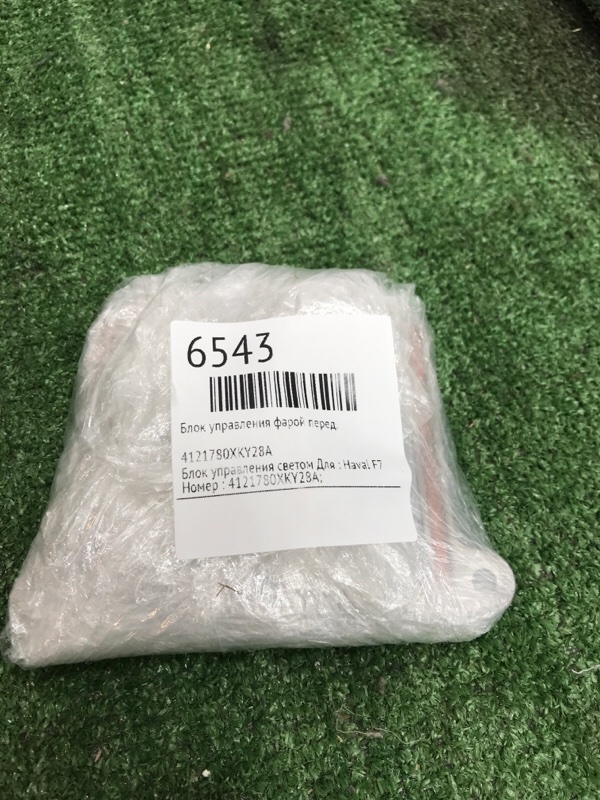 6543
Блок управления фарой перед.
4121780XKY28A
Блок управления светом Для : Haval F7
Номер : 4121780XKY28A;